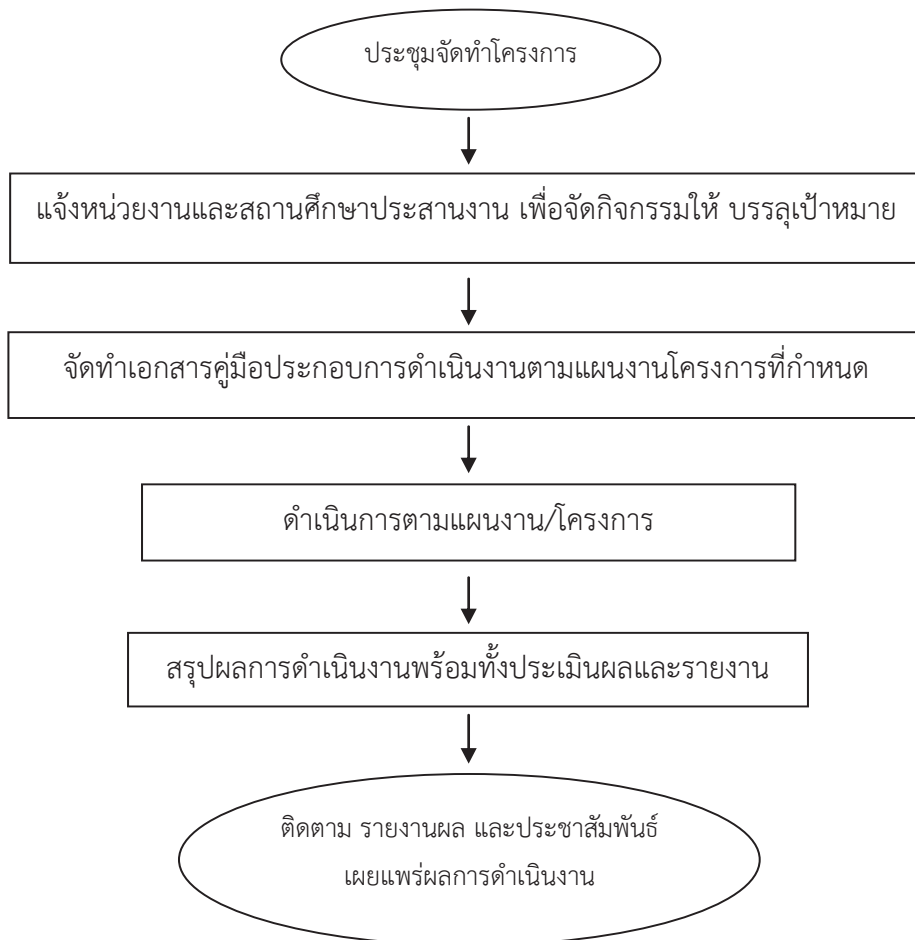 ประชุมจัดทำโครงการ
แจ้งหน่วยงานและสถานศึกษาประสานงาน เพื่อจัดกิจกรรมให้ บรรลุเป้าหมาย
จัดทำเอกสารคู่มือประกอบการดำเนินงานตามแผนงานโครงการที่กำหนด
ดำเนินการตามแผนงาน/โครงการ
สรุปผลการดำเนินงานพร้อมทั้งประเมินผลและรายงาน
ติดตาม รายงานผล และประชาสัมพันธ์
เผยแพร่ผลการดำเนินงาน